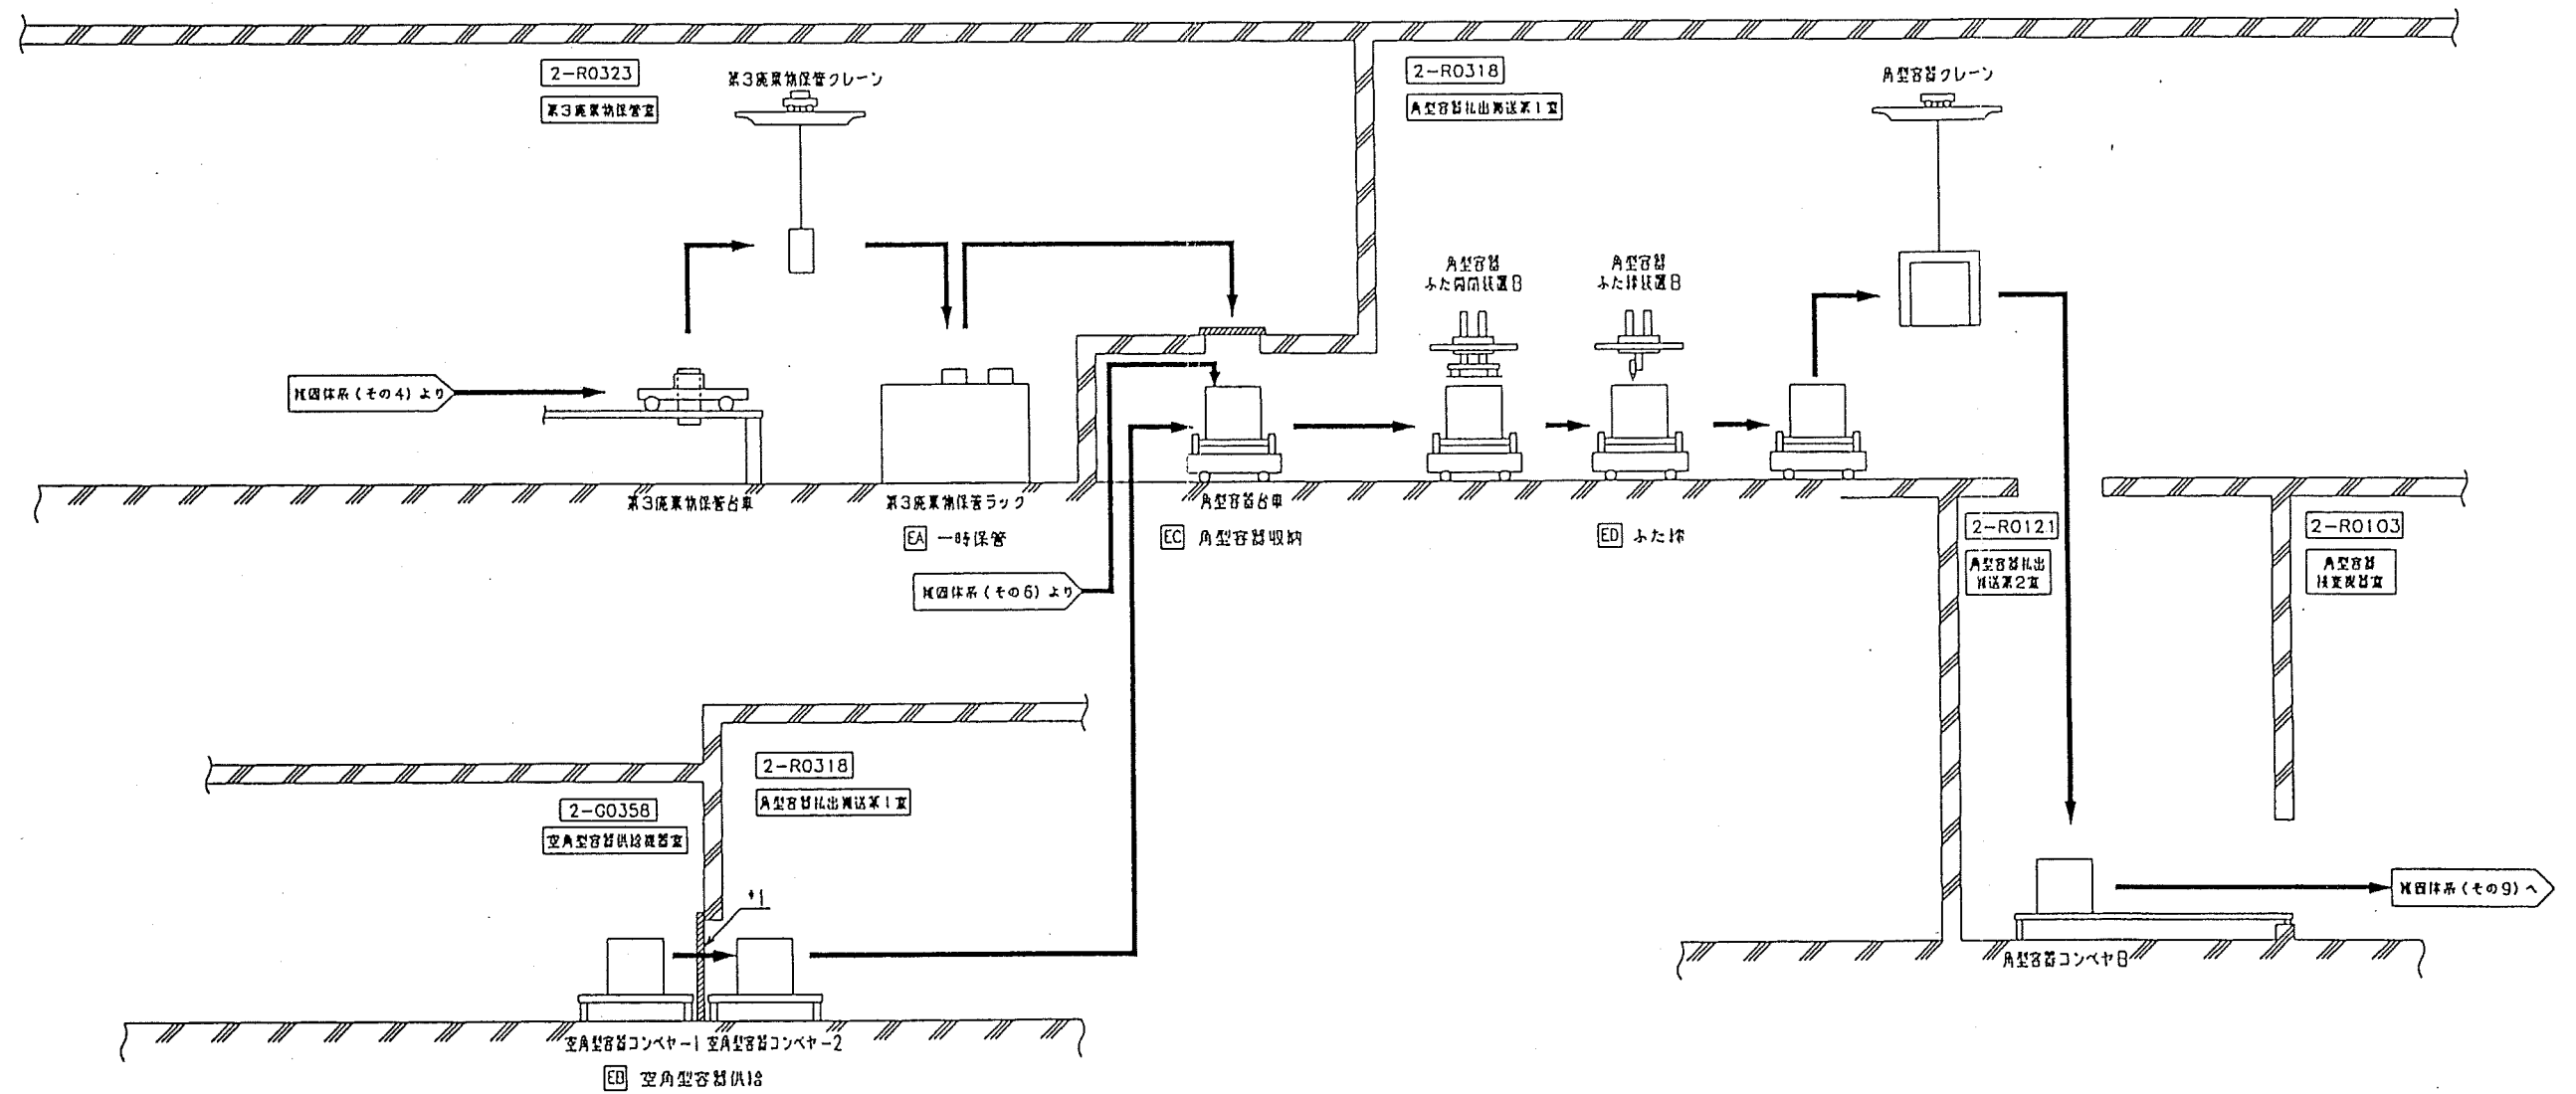 2-R0323
第3廃棄物保管室
第3廃棄物保管クレーン
2-R0318
角型容器払出搬送第1室
角型容器クレーン
角型容器
ふた開閉装置B
角型容器
ふた締装置B
雑固体系(その4)より
第3廃棄物保管台車
第3廃棄物保管ラック
角型容器台車
EA 一時保管
EC 角型容器収納
ED ふた締
2-R0121
角型容器払出
搬送第2室
2-R0103
角型容器
検査機器室
雑固体系(その6)より
2-R0318
角型容器払出搬送第1室
2-G0358
空角型容器供給機器室
*1
雑固体系(その9)へ
角型容器コンベヤB
空角型容器コンベヤ-1 空角型容器コンベヤ-2
EB 空角型容器供給